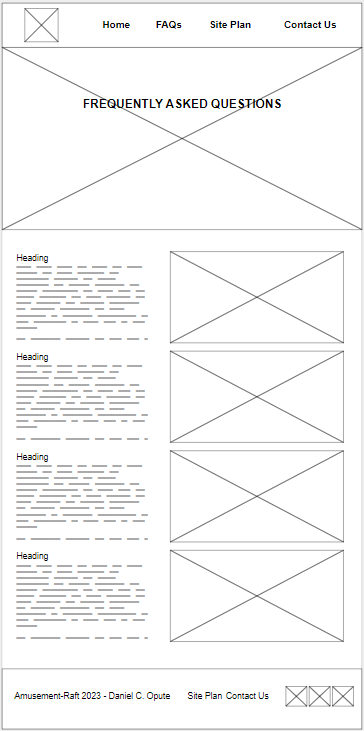 Home FAQs Site Plan Contact Us
FREQUENTLY ASKED QUESTIONS
Heading
Heading
Heading
Heading
Amusement-Raft 2023 - Daniel C. Opute Site Plan Contact Us